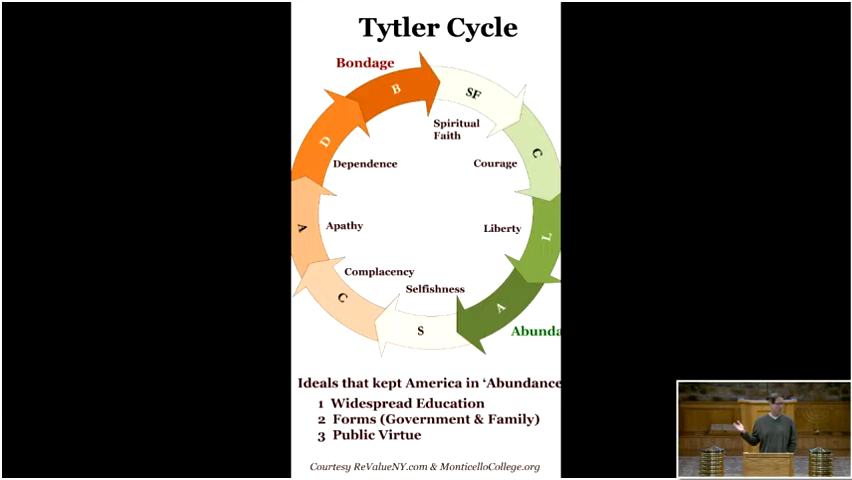 Tytler Cycle
Bondage
B
SF
Spiritual
Faith
C
Courage
L
Liberty
A
Abunda
S
Selfishness
C
Complacency
A
Apathy
D
Dependence
Ideals that kept America in ‘Abundance
1 Widespread Education
2 Forms (Government & Family)
3 Public Virtue
Courtesy ReValueNY.com & MonticelloCollege.org